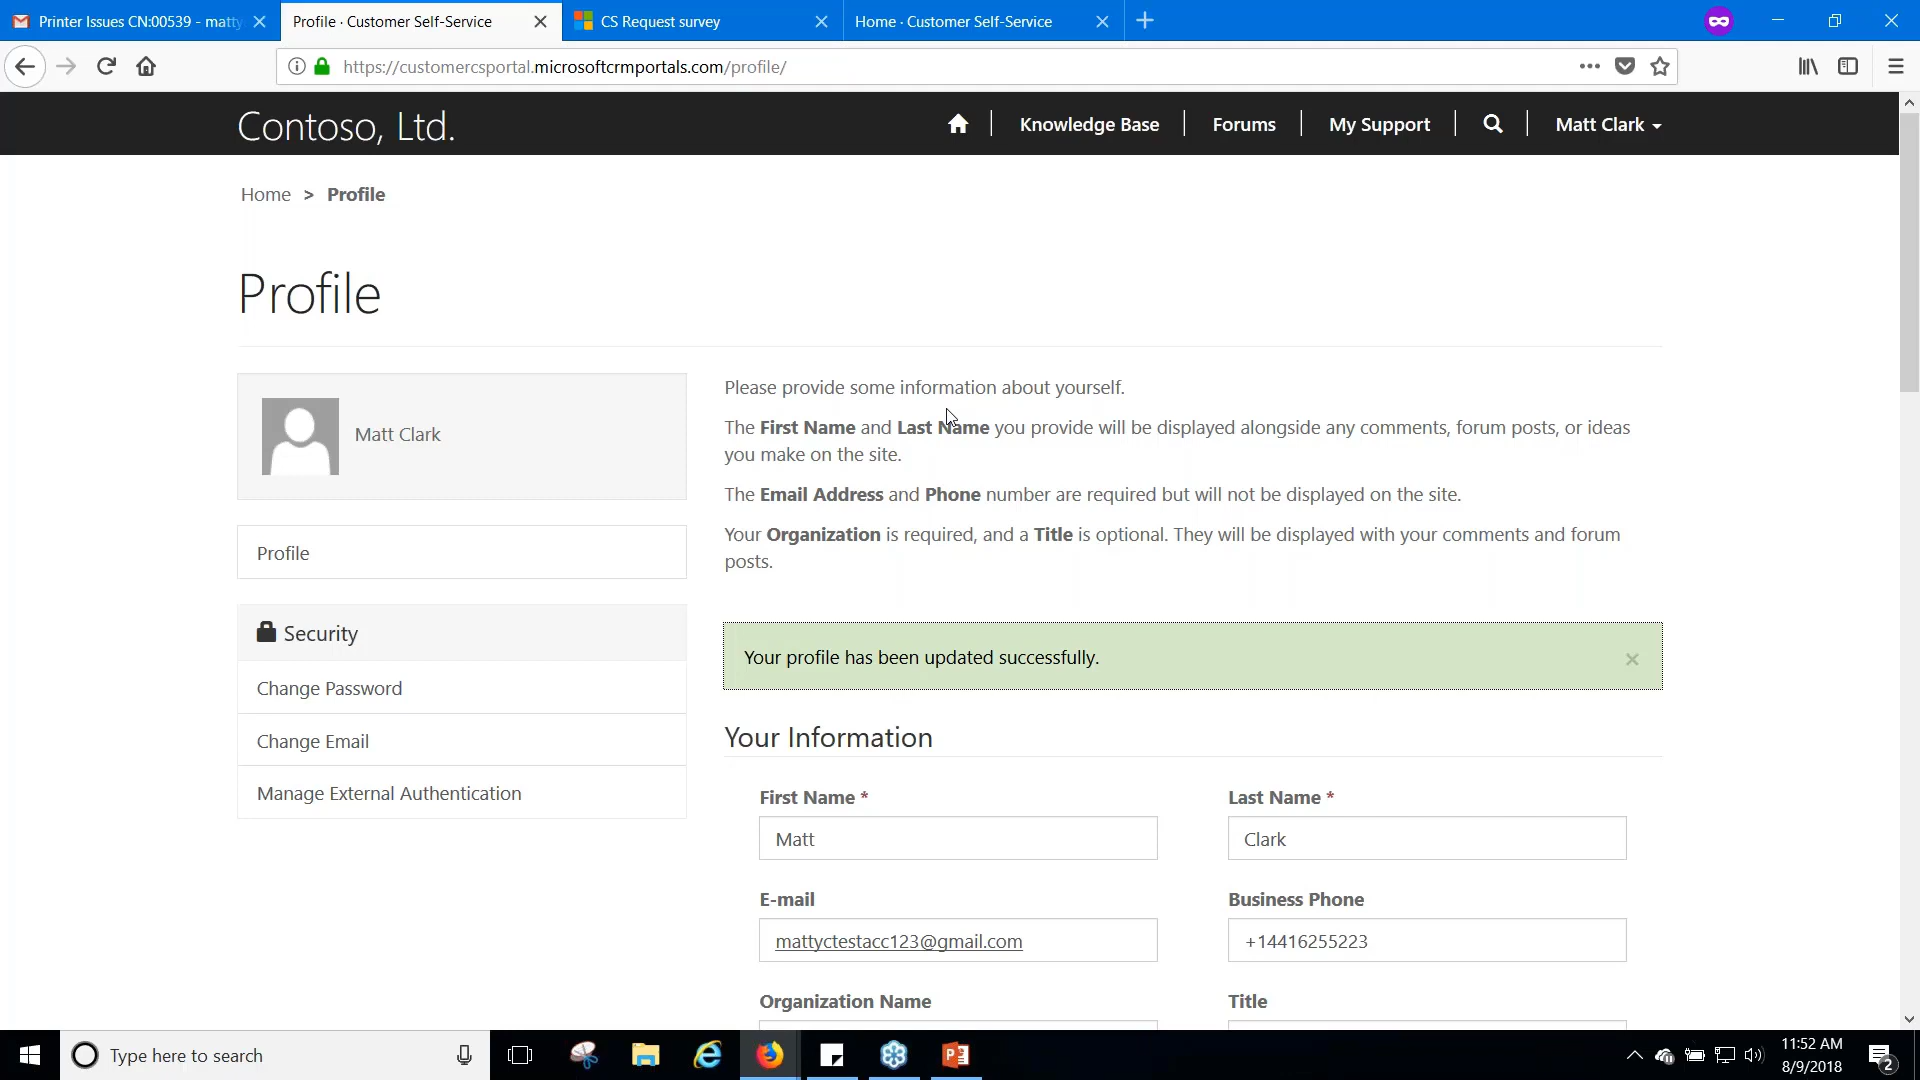 Printer Issues CN:00539 - matty
Profile · Customer Self-Service
CS Request survey
Home · Customer Self-Service
https://customercsportal.microsoftcrmportals.com/profile/
Contoso, Ltd.
Knowledge Base
Forums
My Support
Matt Clark
Home > Profile
Profile
Matt Clark
Profile
Security
Change Password
Change Email
Manage External Authentication
Please provide some information about yourself.
The First Name and Last Name you provide will be displayed alongside any comments, forum posts, or ideas
you make on the site.
The Email Address and Phone number are required but will not be displayed on the site.
Your Organization is required, and a Title is optional. They will be displayed with your comments and forum
posts.
Your profile has been updated successfully.
Your Information
First Name *
Last Name *
Matt
Clark
E-mail
Business Phone
mattyctestacc123@gmail.com
+14416255223
Organization Name
Title
Type here to search
11:52 AM
8/9/2018
2